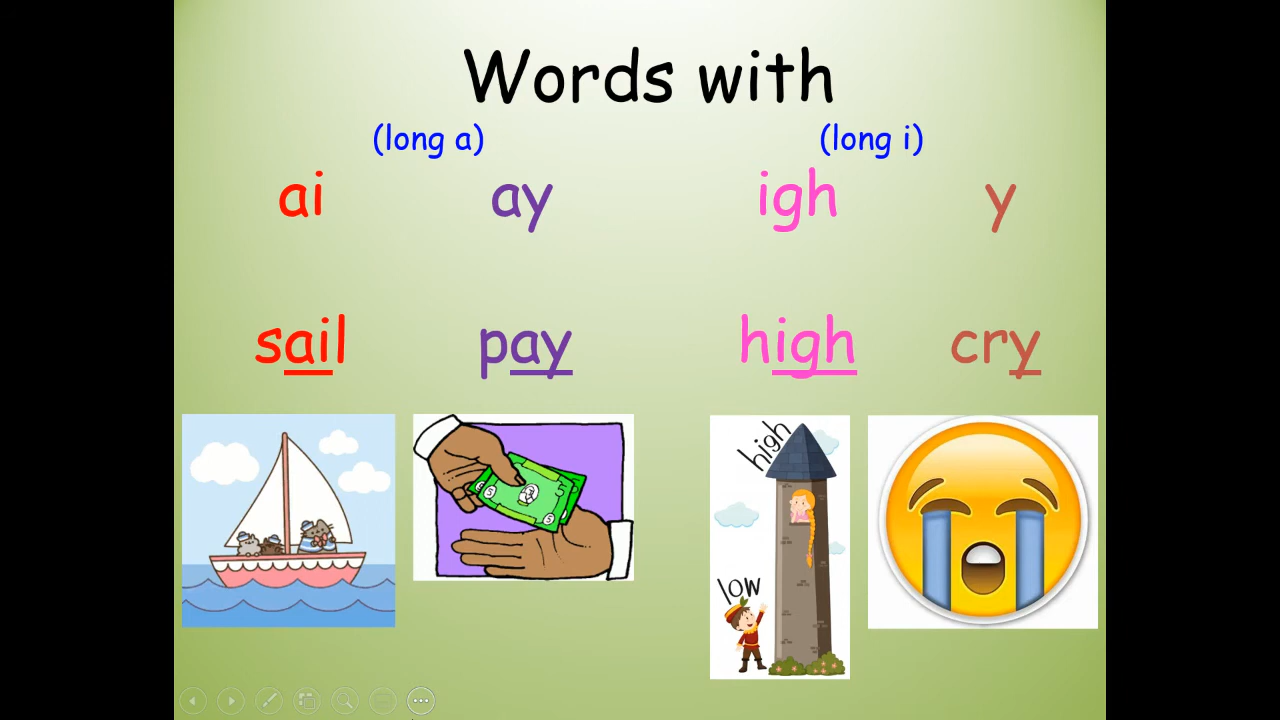 Words with
(long a) (long i)
ai ay igh y
sail pay high cry
high
low